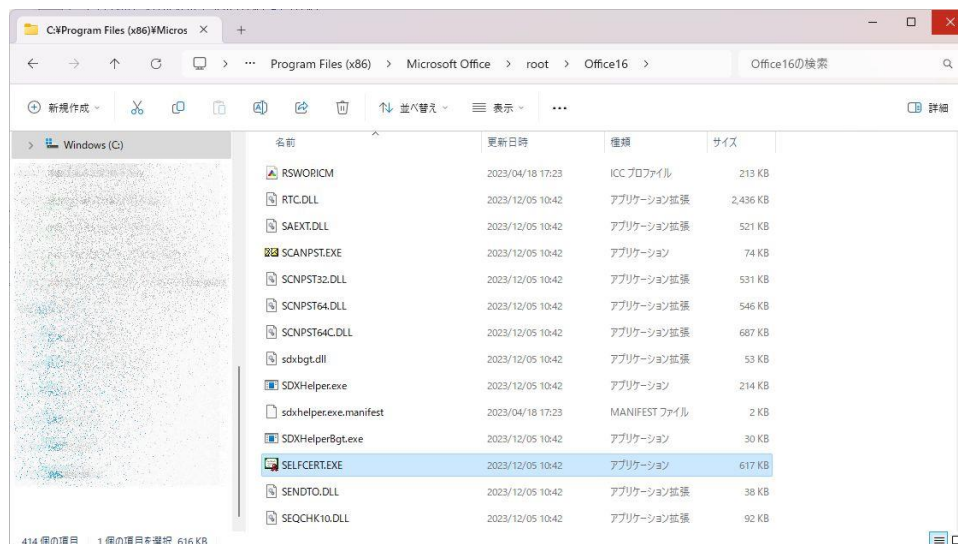 C:¥Program Files (x86)¥Micros
Program Files (x86) > Microsoft Office > root > Office16 >
Office16の検索
新規作成
並べ替え
表示
詳細
Windows (C:)
名前 更新日時 種類 サイズ
RSWORICM 2023/04/18 17:23 ICC プロファイル 213 KB
RTC.DLL 2023/12/05 10:42 アプリケーション拡張 2,436 KB
SAEXT.DLL 2023/12/05 10:42 アプリケーション拡張 521 KB
SCANPST.EXE 2023/12/05 10:42 アプリケーション 74 KB
SCNPST32.DLL 2023/12/05 10:42 アプリケーション拡張 531 KB
SCNPST64.DLL 2023/12/05 10:42 アプリケーション拡張 546 KB
SCNPST64C.DLL 2023/12/05 10:42 アプリケーション拡張 687 KB
sdxbgt.dll 2023/12/05 10:42 アプリケーション拡張 53 KB
SDXHelper.exe 2023/12/05 10:42 アプリケーション 214 KB
sdxhelper.exe.manifest 2023/04/18 17:23 MANIFEST ファイル 2 KB
SDXHelperBgt.exe 2023/12/05 10:42 アプリケーション 30 KB
SELFCERT.EXE 2023/12/05 10:42 アプリケーション 617 KB
SENDTO.DLL 2023/12/05 10:42 アプリケーション拡張 38 KB
SEQCHK10.DLL 2023/12/05 10:42 アプリケーション拡張 92 KB
414 個の項目 1 個の項目を選択 616 KB